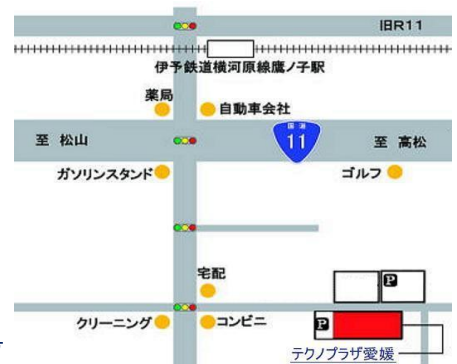 旧R11
伊予鉄道横河原線鷹ノ子駅
薬局
自動車会社
至 松山
国道
11
至 高松
ガソリンスタンド
ゴルフ
宅配
P
クリーニング
コンビニ
P
テクノプラザ愛媛